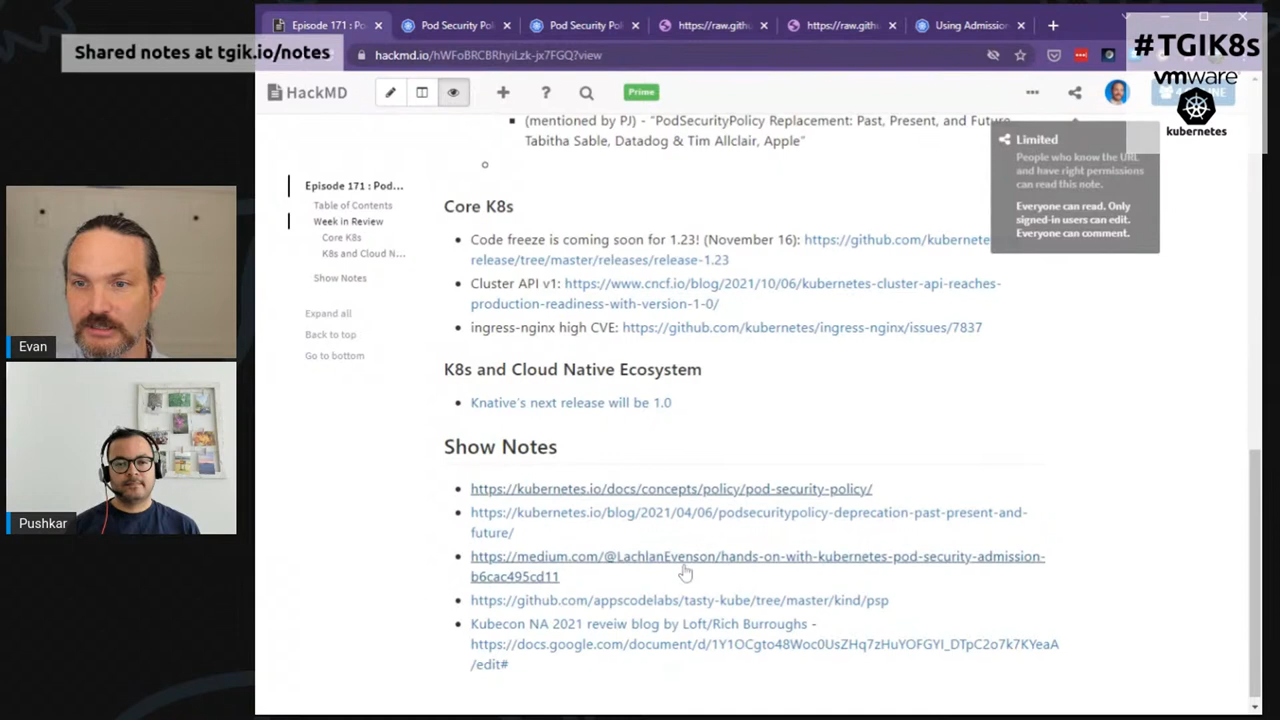 Shared notes at tgik.io/notes
Episode 171 : Po
Pod Security Pol
Pod Security Pol
https://raw.gith
https://raw.gith
Using Admission
hackmd.io/hWFoBRCBRhyiLzk-jx7FGQ?view
#TGIK8s
vmware
kubernetes
HackMD
Prime
(mentioned by PJ) - “PodSecurityPolicy Replacement: Past, Present, and Future
Tabitha Sable, Datadog & Tim Allclair, Apple”
Limited
People who know the URL
and have right permissions
can read this note.
Everyone can read. Only
signed-in users can edit.
Everyone can comment.
Episode 171 : Pod...
Table of Contents
Week in Review
Core K8s
K8s and Cloud N...
Show Notes
Expand all
Back to top
Go to bottom
Core K8s
Code freeze is coming soon for 1.23! (November 16): https://github.com/kubernete
release/tree/master/releases/release-1.23
Cluster API v1: https://www.cncf.io/blog/2021/10/06/kubernetes-cluster-api-reaches-
production-readiness-with-version-1-0/
ingress-nginx high CVE: https://github.com/kubernetes/ingress-nginx/issues/7837
K8s and Cloud Native Ecosystem
Knative's next release will be 1.0
Show Notes
https://kubernetes.io/docs/concepts/policy/pod-security-policy/
https://kubernetes.io/blog/2021/04/06/podsecuritypolicy-deprecation-past-present-and-
future/
https://medium.com/@LachlanEvenson/hands-on-with-kubernetes-pod-security-admission-
b6cac495cd11
https://github.com/appscodelabs/tasty-kube/tree/master/kind/psp
Kubecon NA 2021 reveiw blog by Loft/Rich Burroughs -
https://docs.google.com/document/d/1Y1OCgto48Woc0UsZHq7zHuYOFGYI_DTpC2o7k7KYeaA
/edit#
Evan
Pushkar